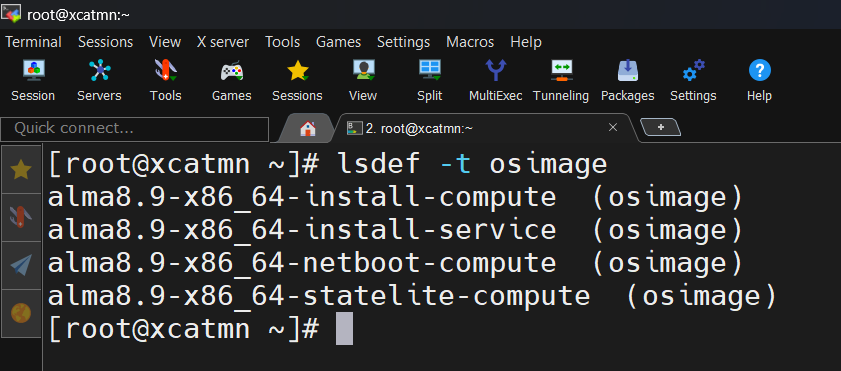 root@xcatmn:~
Terminal Sessions View X server Tools Games Settings Macros Help
Session Servers Tools Games Sessions View Split MultiExec Tunneling Packages Settings Help
Quick connect... 2. root@xcatmn:~
[root@xcatmn ~]# lsdef -t osimage
alma8.9-x86_64-install-compute  (osimage)
alma8.9-x86_64-install-service  (osimage)
alma8.9-x86_64-netboot-compute  (osimage)
alma8.9-x86_64-statelite-compute  (osimage)
[root@xcatmn ~]#